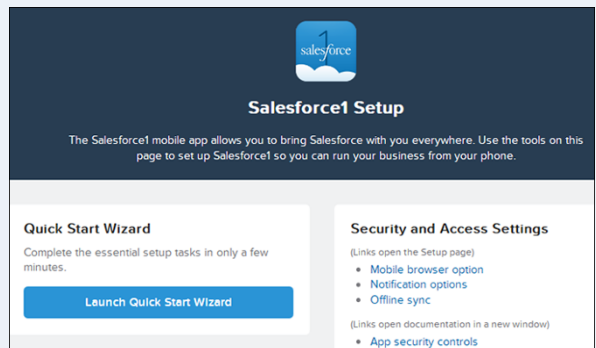 1
salesforce
Salesforce1 Setup
The Salesforce1 mobile app allows you to bring Salesforce with you everywhere. Use the tools on this
page to set up Salesforce1 so you can run your business from your phone.
Quick Start Wizard
Complete the essential setup tasks in only a few
minutes.
Launch Quick Start Wizard
Security and Access Settings
(Links open the Setup page)
• Mobile browser option
• Notification options
• Offline sync
(Links open documentation in a new window)
• App security controls